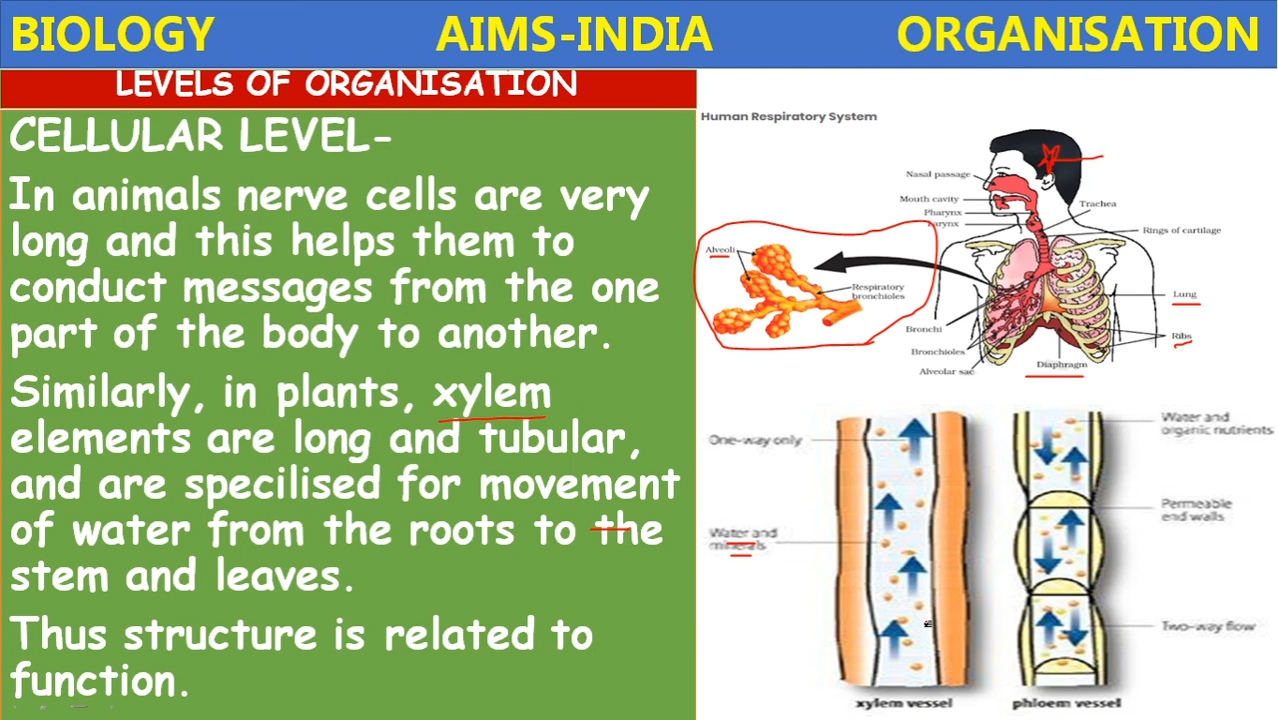 BIOLOGY AIMS-INDIA ORGANISATION
LEVELS OF ORGANISATION
CELLULAR LEVEL-
In animals nerve cells are very
long and this helps them to
conduct messages from the one
part of the body to another.
Similarly, in plants, xylem
elements are long and tubular,
and are specilised for movement
of water from the roots to the
stem and leaves.
Thus structure is related to
function.
Human Respiratory System
Nasal passage
Mouth cavity
Pharynx
Larynx
Trachea
Rings of cartilage
Alveoli
Respiratory
bronchioles
Lung
Bronchi
Ribs
Bronchioles
Diaphragm
Alveolar sac
One-way only
Water and
minerals
xylem vessel
Water and
organic nutrients
Permeable
end walls
Two-way flow
phloem vessel